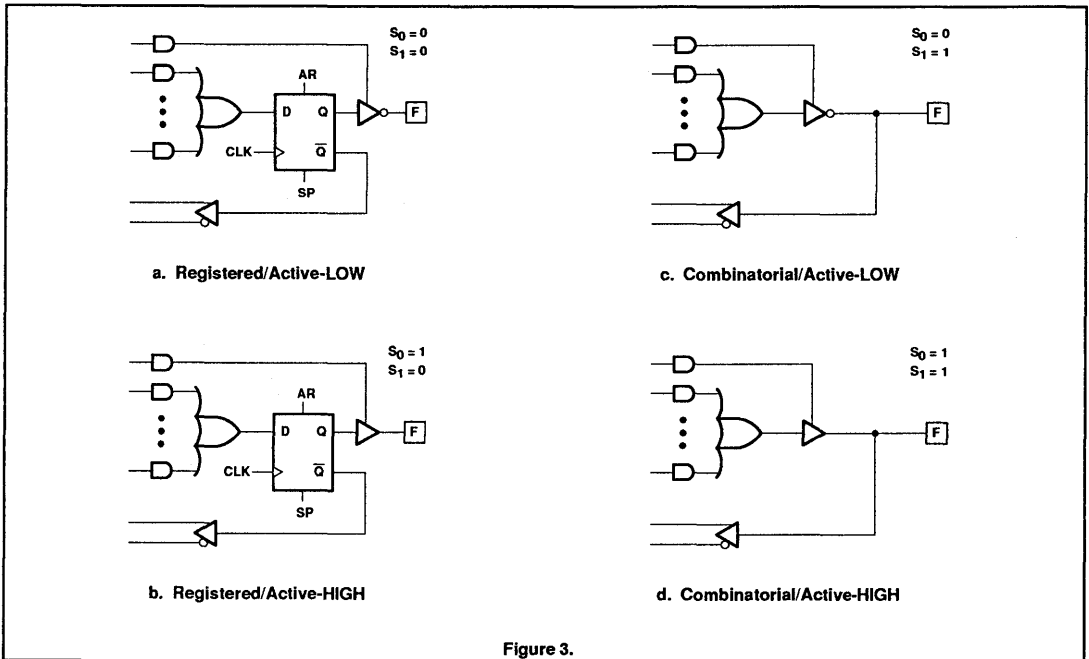 S0 = 0
S1 = 0
AR
D Q
F
CLK
Q̅
SP
a. Registered/Active-LOW
S0 = 0
S1 = 1
F
c. Combinatorial/Active-LOW
S0 = 1
S1 = 0
AR
D Q
F
CLK
Q̅
SP
b. Registered/Active-HIGH
S0 = 1
S1 = 1
F
d. Combinatorial/Active-HIGH
Figure 3.